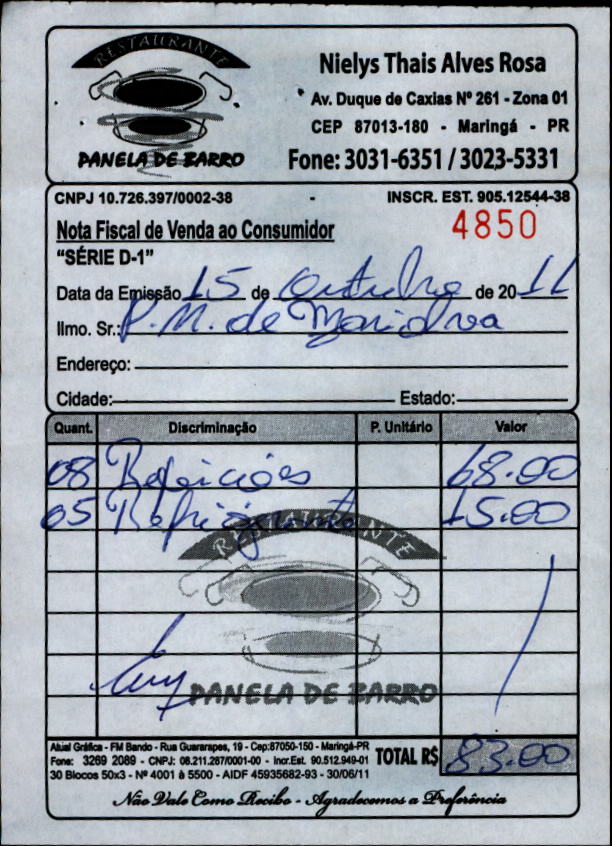 RESTAURANTE
PANELA DE BARRO
Nielys Thais Alves Rosa
Av. Duque de Caxias Nº 261 - Zona 01
CEP 87013-180 - Maringá - PR
Fone: 3031-6351 / 3023-5331
CNPJ 10.726.397/0002-38 INSCR. EST. 905.12544-38
4850
Nota Fiscal de Venda ao Consumidor
"SÉRIE D-1"
Data da Emissão 15 de Outubro de 20 11
Ilmo. Sr.: P.M. de
Endereço:
Cidade: Estado:
Quant. Discriminação P. Unitário Valor
08 Refeições 68.00
05 Refrigerante 15.00
RESTAURANTE
PANELA DE BARRO
Atual Gráfica - FM Bando - Rua Guararapes, 19 - Cep:87050-150 - Maringá-PR
Fone: 3269 2089 - CNPJ: 08.211.287/0001-00 - Incr.Est. 90.512.949-01
30 Blocos 50x3 - Nº 4001 à 5500 - AIDF 45935682-93 - 30/06/11
TOTAL R$ 83.00
Não Vale Como Recibo - Agradecemos a Preferência